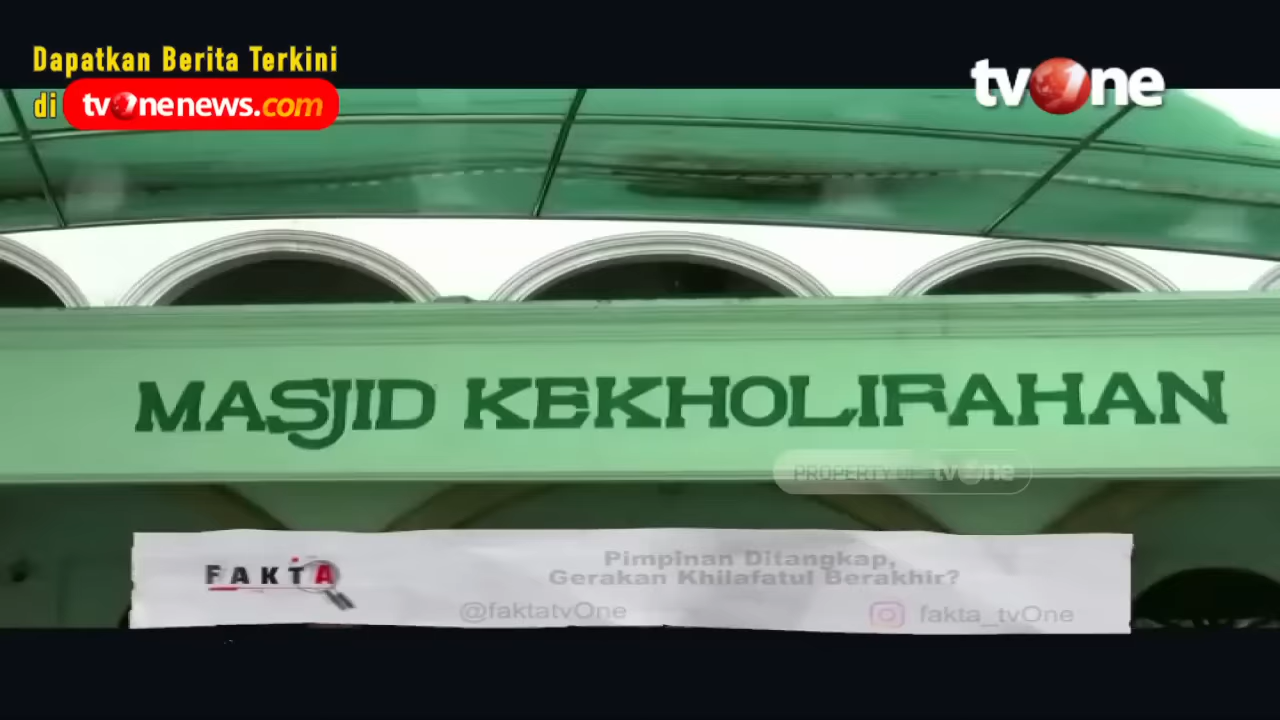 Dapatkan Berita Terkini
di tvOnenews.com
tvOne
MASJID KEKHOLIFAHAN
PROPERTY OF tvOne
FAKTA
Pimpinan Ditangkap,
Gerakan Khilafatul Berakhir?
@faktatvOne
fakta_tvOne